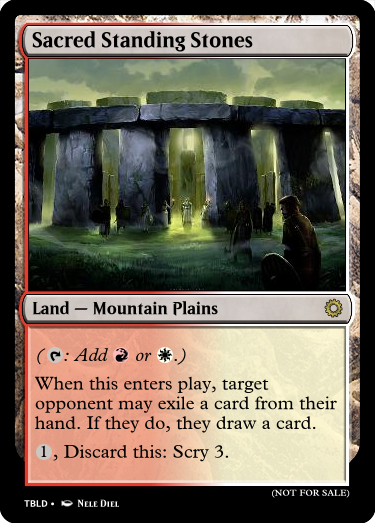 Sacred Standing Stones
Land — Mountain Plains
( : Add or .)
When this enters play, target
opponent may exile a card from their
hand. If they do, they draw a card.
1, Discard this: Scry 3.
(NOT FOR SALE)
TBLD • Nele Diel